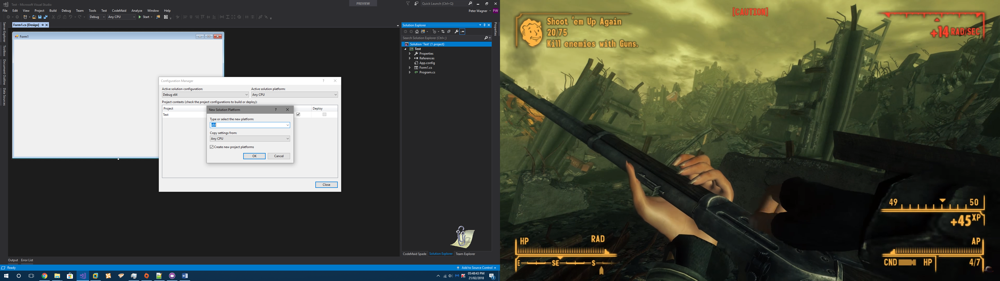 Test - Microsoft Visual Studio
PREVIEW
Quick Launch (Ctrl+Q)
File Edit View Project Build Debug Team Tools Test CodeMaid Analyze Window Help
Peter Wagner PW
Debug Any CPU Start
Server Explorer
Toolbox
Document Outline
Data Sources
Form1.cs [Design]
Form1
Configuration Manager
Active solution configuration:
Active solution platform:
Debug x64
Any CPU
Project contexts (check the project configurations to build or deploy):
Project
Deploy
Test
New Solution Platform
Type or select the new platform:
x64
Copy settings from:
Any CPU
Create new project platforms
OK
Cancel
Close
Solution Explorer
Search Solution Explorer (Ctrl+;)
Solution 'Test' (1 project)
Test
Properties
References
App.config
Form1.cs
Program.cs
Properties
CodeMaid Spade Solution Explorer Team Explorer
Output Error List
Ready
Add to Source Control
05:48:43 PM
21/02/2018
3
Shoot 'em Up Again
20/75
Kill enemies with Guns.
[CAUTION]
+14 RAD/SEC
49 50
+45 XP
HP RAD
E SE S
AP
CND HP 4/7